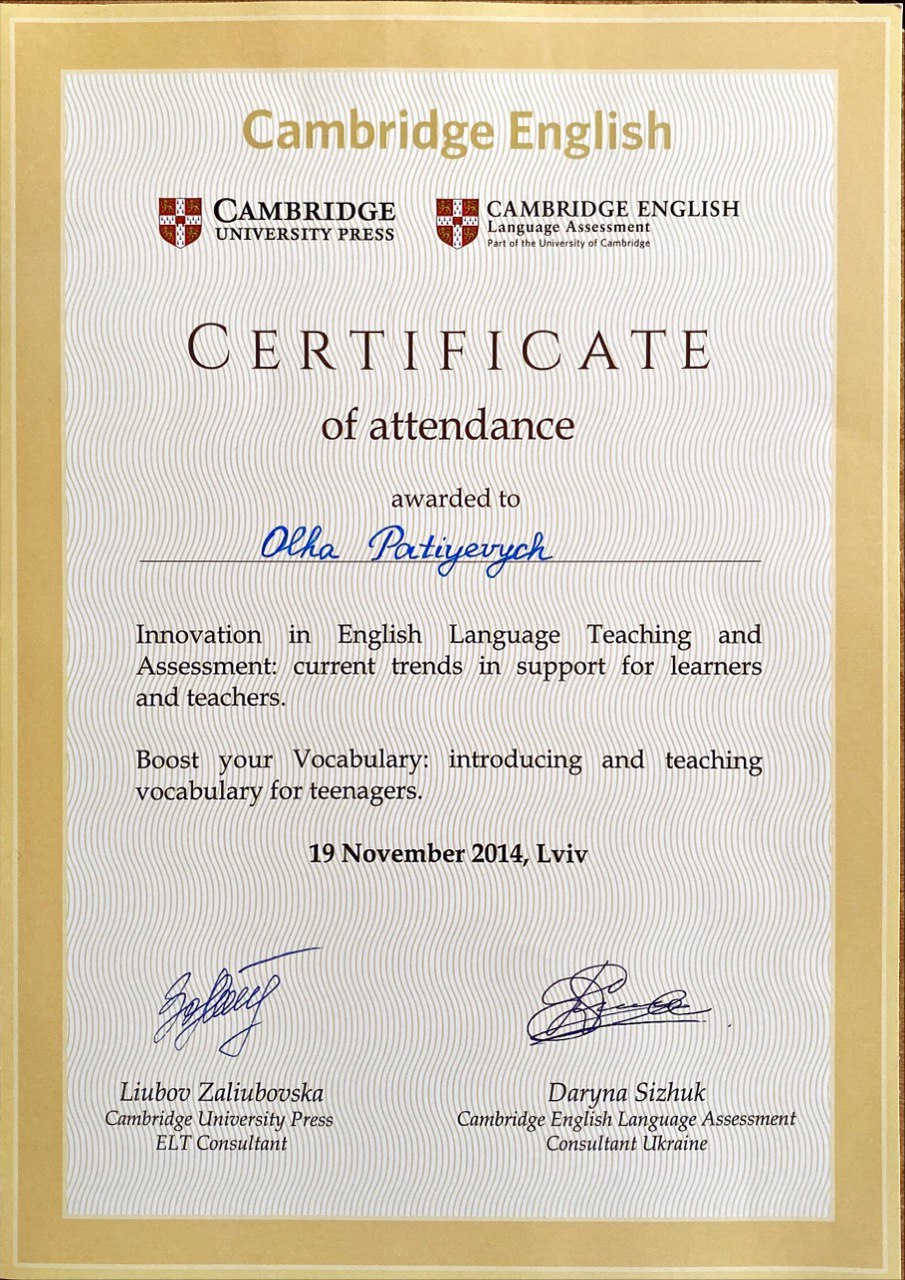 Cambridge English
CAMBRIDGE
UNIVERSITY PRESS
CAMBRIDGE ENGLISH
Language Assessment
Part of the University of Cambridge
CERTIFICATE
of attendance
awarded to
Olha Patiyevych
Innovation in English Language Teaching and
Assessment: current trends in support for learners
and teachers.
Boost your Vocabulary: introducing and teaching
vocabulary for teenagers.
19 November 2014, Lviv
Liubov Zaliubovska
Cambridge University Press
ELT Consultant
Daryna Sizhuk
Cambridge English Language Assessment
Consultant Ukraine